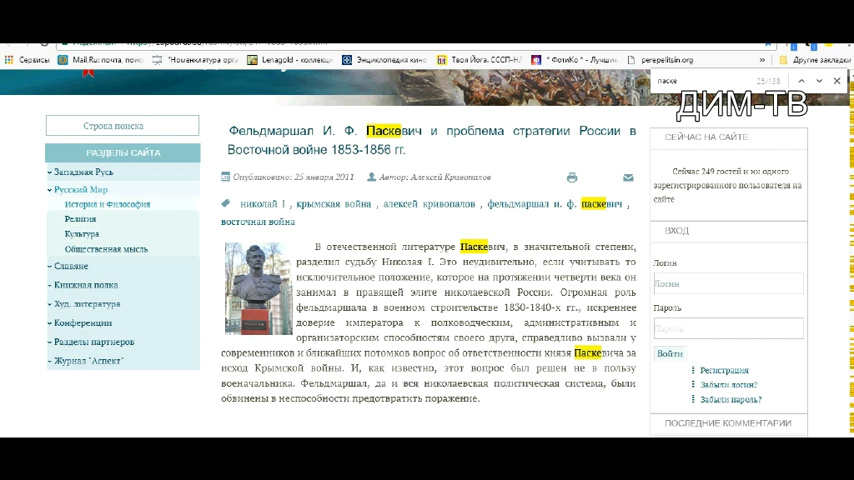 Сервисы Mail.Ru: почта, поис "Номенклатура орга Lenagold - коллекци Энциклопедия кино Твоя Йога. СССП-НЛ * ФотиКо * - Лучшие perepelitsin.org » Другие закладки
паске 25/138
ДИМ-ТВ
Строка поиска
РАЗДЕЛЫ САЙТА
Западная Русь
Русский Мир
История и Философия
Религия
Культура
Общественная мысль
Славяне
Книжная полка
Худ. литература
Конференции
Разделы партнеров
Журнал "Аспект"
Фельдмаршал И. Ф. Паскевич и проблема стратегии России в
Восточной войне 1853-1856 гг.
Опубликовано: 25 января 2011 Автор: Алексей Кривопалов
николай I , крымская война , алексей кривопалов , фельдмаршал и. ф. паскевич ,
восточная война
В отечественной литературе Паскевич, в значительной степени,
разделил судьбу Николая I. Это неудивительно, если учитывать то
исключительное положение, которое на протяжении четверти века он
занимал в правящей элите николаевской России. Огромная роль
фельдмаршала в военном строительстве 1830-1840-х гг., искреннее
доверие императора к полководческим, административным и
организаторским способностям своего друга, справедливо вызвали у
современников и ближайших потомков вопрос об ответственности князя Паскевича за
исход Крымской войны. И, как известно, этот вопрос был решен не в пользу
военачальника. Фельдмаршал, да и вся николаевская политическая система, были
обвинены в неспособности предотвратить поражение.
СЕЙЧАС НА САЙТЕ
Сейчас 249 гостей и ни одного
зарегистрированного пользователя на
сайте
ВХОД
Логин
Логин
Пароль
Пароль
Войти
Регистрация
Забыли логин?
Забыли пароль?
ПОСЛЕДНИЕ КОММЕНТАРИИ